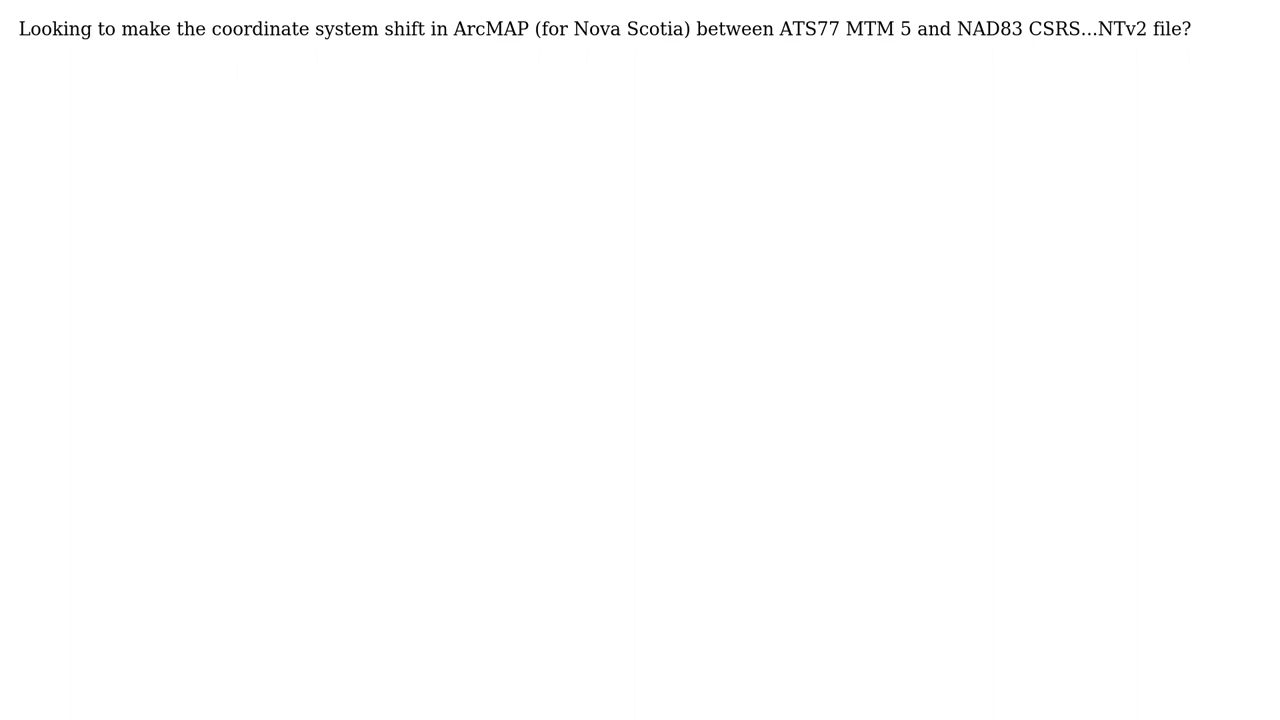 Looking to make the coordinate system shift in ArcMAP (for Nova Scotia) between ATS77 MTM 5 and NAD83 CSRS...NTv2 file?